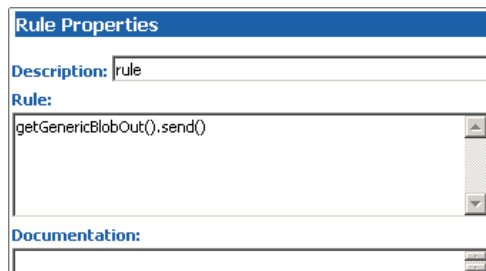 Rule Properties
Description: rule
Rule:
getGenericBlobOut().send()
Documentation: